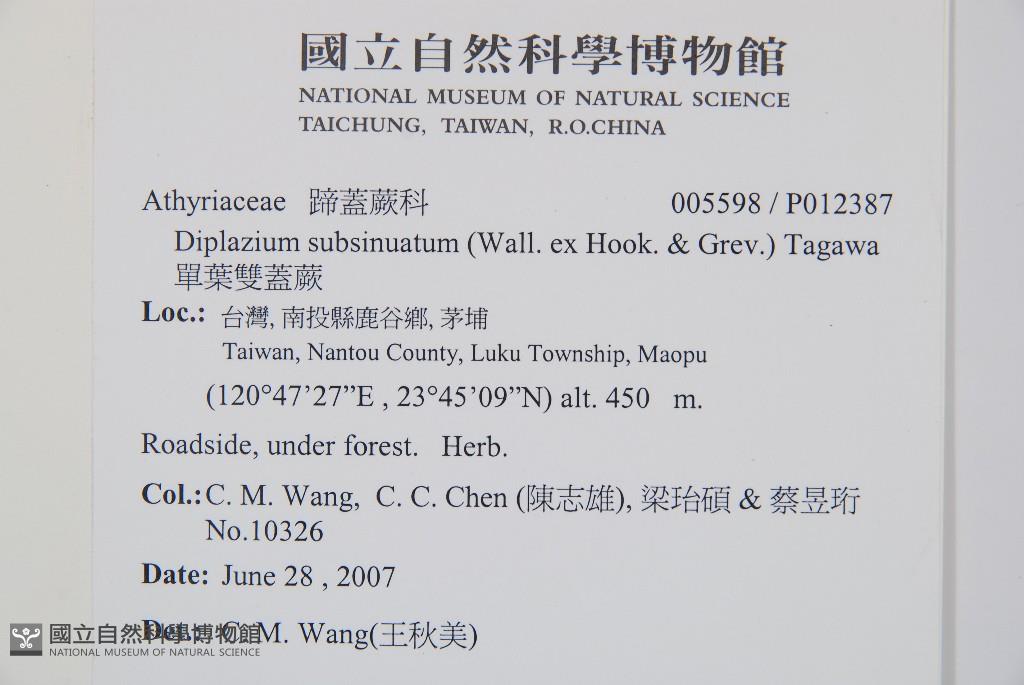 國立自然科學博物館
NATIONAL MUSEUM OF NATURAL SCIENCE
TAICHUNG, TAIWAN, R.O.CHINA
Athyriaceae 蹄蓋蕨科 005598 / P012387
Diplazium subsinuatum (Wall. ex Hook. & Grev.) Tagawa
單葉雙蓋蕨
Loc.: 台灣, 南投縣鹿谷鄉, 茅埔
Taiwan, Nantou County, Luku Township, Maopu
(120°47’27”E , 23°45’09”N) alt. 450 m.
Roadside, under forest. Herb.
Col.: C. M. Wang, C. C. Chen (陳志雄), 梁珆碩 & 蔡昱珩
No.10326
Date: June 28 , 2007
Det.: C. M. Wang(王秋美)
國立自然科學博物館
NATIONAL MUSEUM OF NATURAL SCIENCE